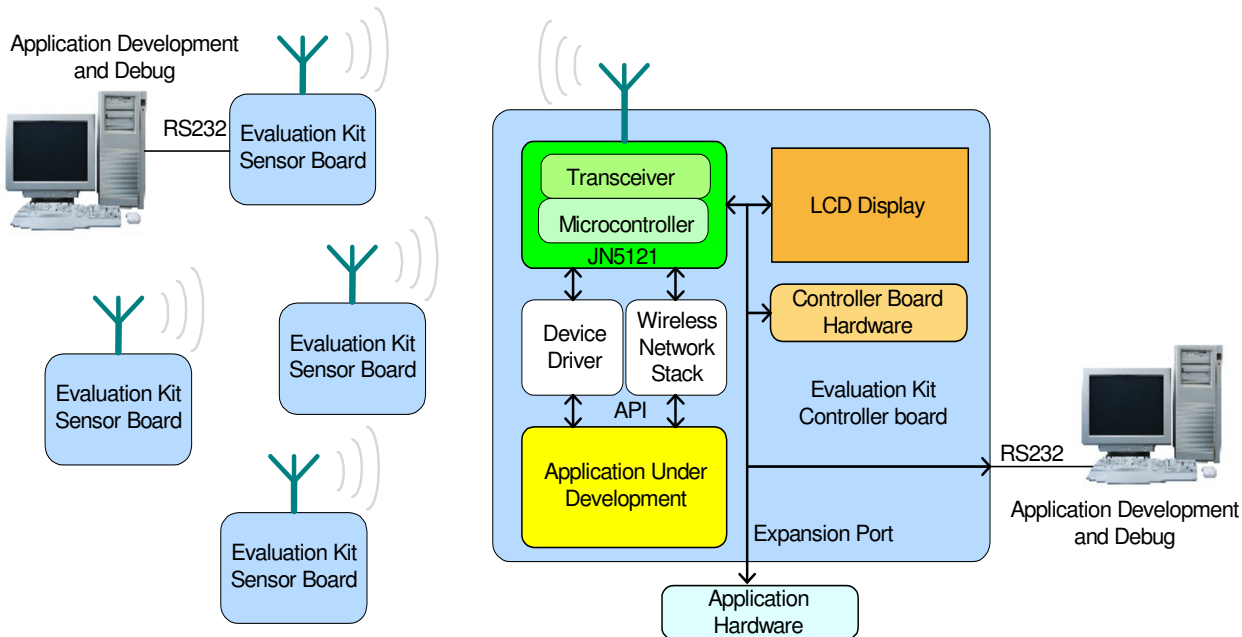 Application Development
and Debug
RS232
Evaluation Kit
Sensor Board
Evaluation Kit
Sensor Board
Evaluation Kit
Sensor Board
Evaluation Kit
Sensor Board
Transceiver
Microcontroller
JN5121
LCD Display
Controller Board
Hardware
Device
Driver
Wireless
Network
Stack
API
Evaluation Kit
Controller board
Application Under
Development
RS232
Application Development
and Debug
Expansion Port
Application
Hardware